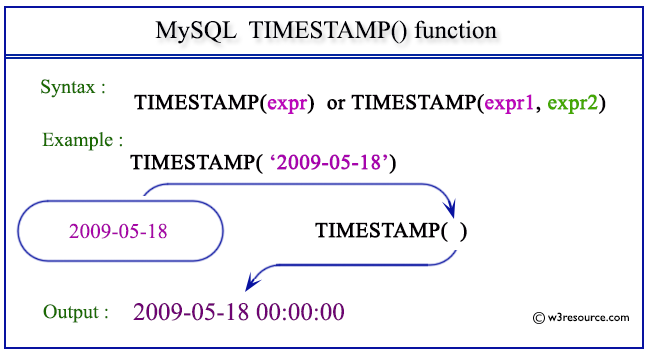 MySQL TIMESTAMP() function
Syntax :
TIMESTAMP(expr) or TIMESTAMP(expr1, expr2)
Example :
TIMESTAMP( ‘2009-05-18’)
2009-05-18
TIMESTAMP( )
Output : 2009-05-18 00:00:00
© w3resource.com